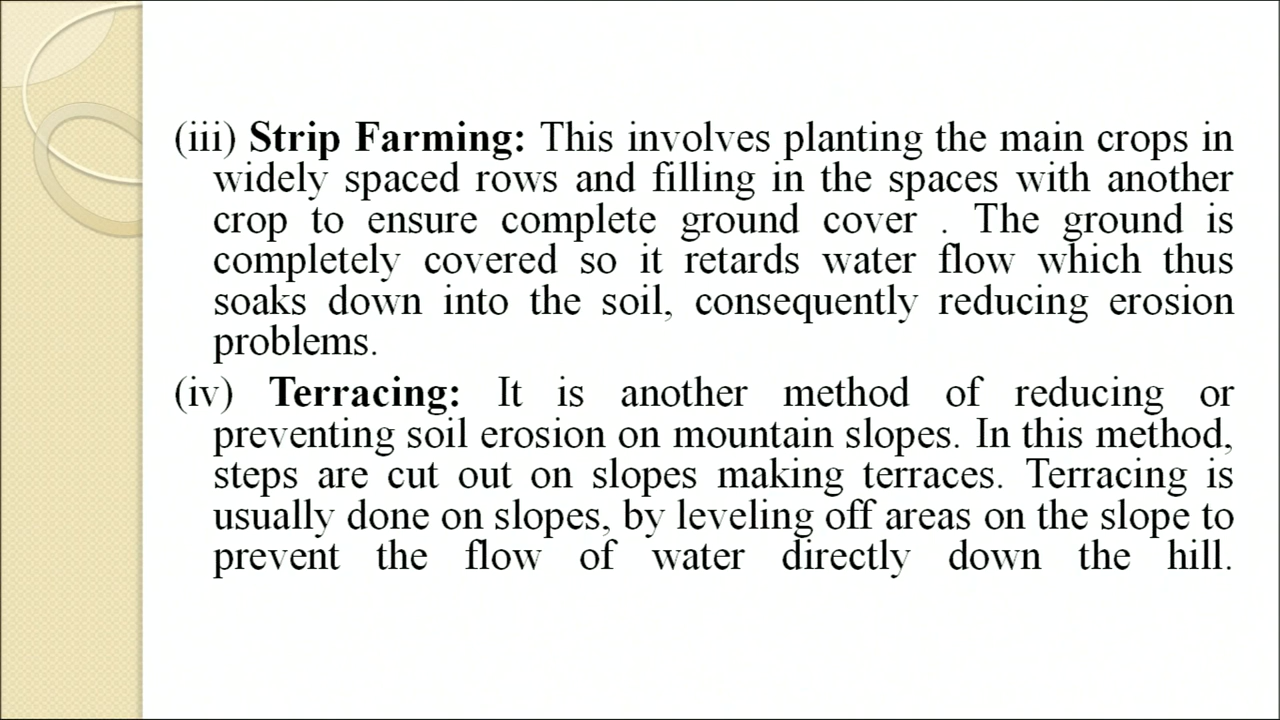 (iii) Strip Farming: This involves planting the main crops in
widely spaced rows and filling in the spaces with another
crop to ensure complete ground cover . The ground is
completely covered so it retards water flow which thus
soaks down into the soil, consequently reducing erosion
problems.
(iv) Terracing: It is another method of reducing or
preventing soil erosion on mountain slopes. In this method,
steps are cut out on slopes making terraces. Terracing is
usually done on slopes, by leveling off areas on the slope to
prevent the flow of water directly down the hill.